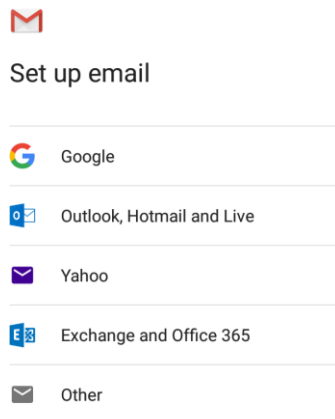 Set up email
Google
Outlook, Hotmail and Live
Yahoo
Exchange and Office 365
Other